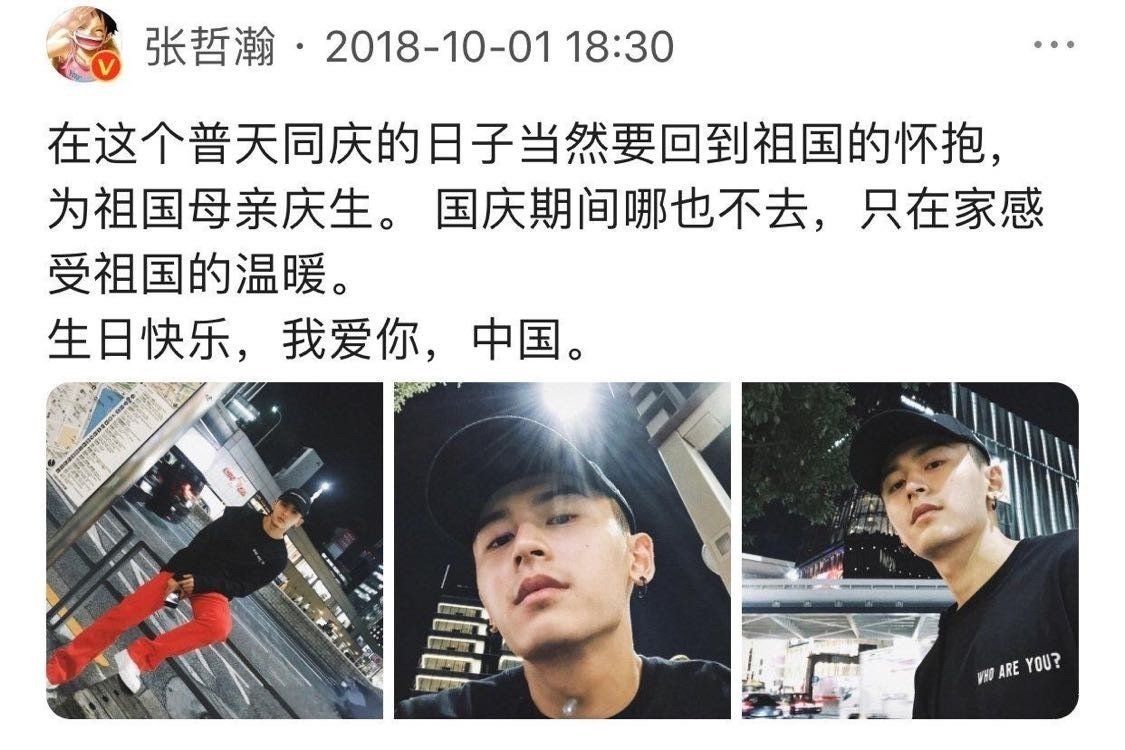 张哲瀚 · 2018-10-01 18:30
在这个普天同庆的日子当然要回到祖国的怀抱，
为祖国母亲庆生。 国庆期间哪也不去，只在家感
受祖国的温暖。
生日快乐，我爱你，中国。
WHO ARE YOU?